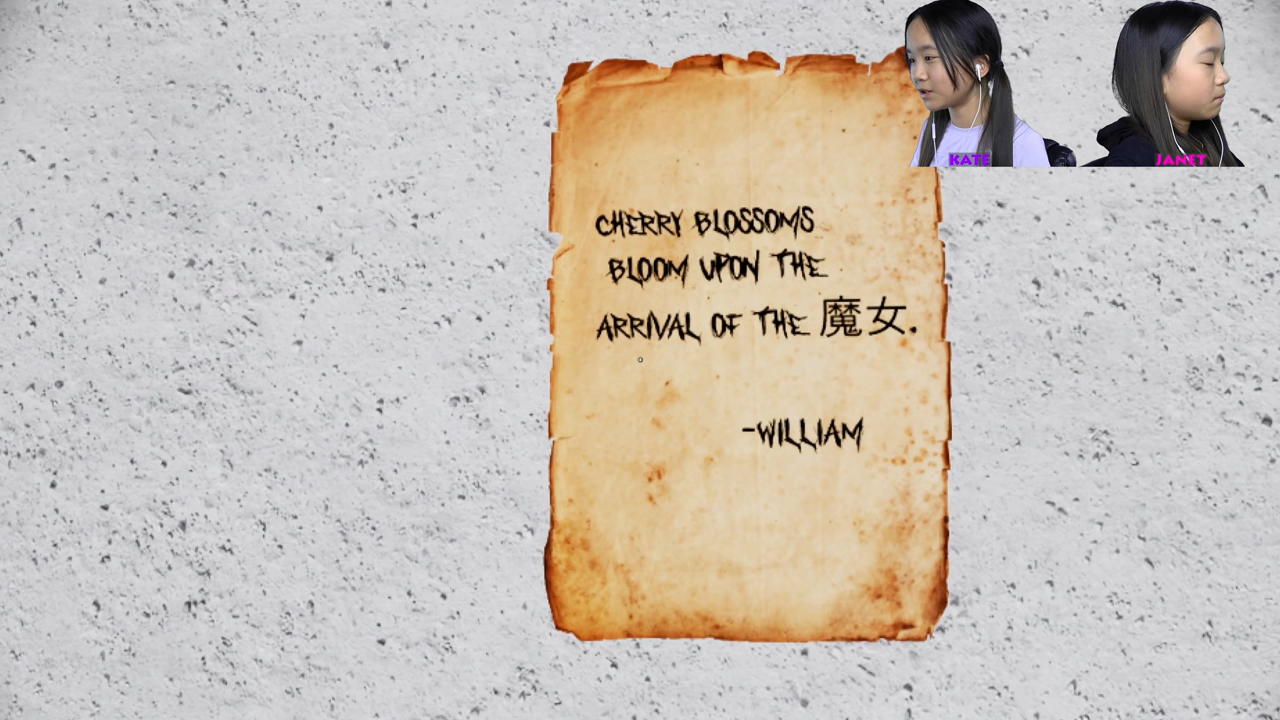 KATE
JANET
CHERRY BLOSSOMS
BLOOM UPON THE
ARRIVAL OF THE 魔女.
-WILLIAM